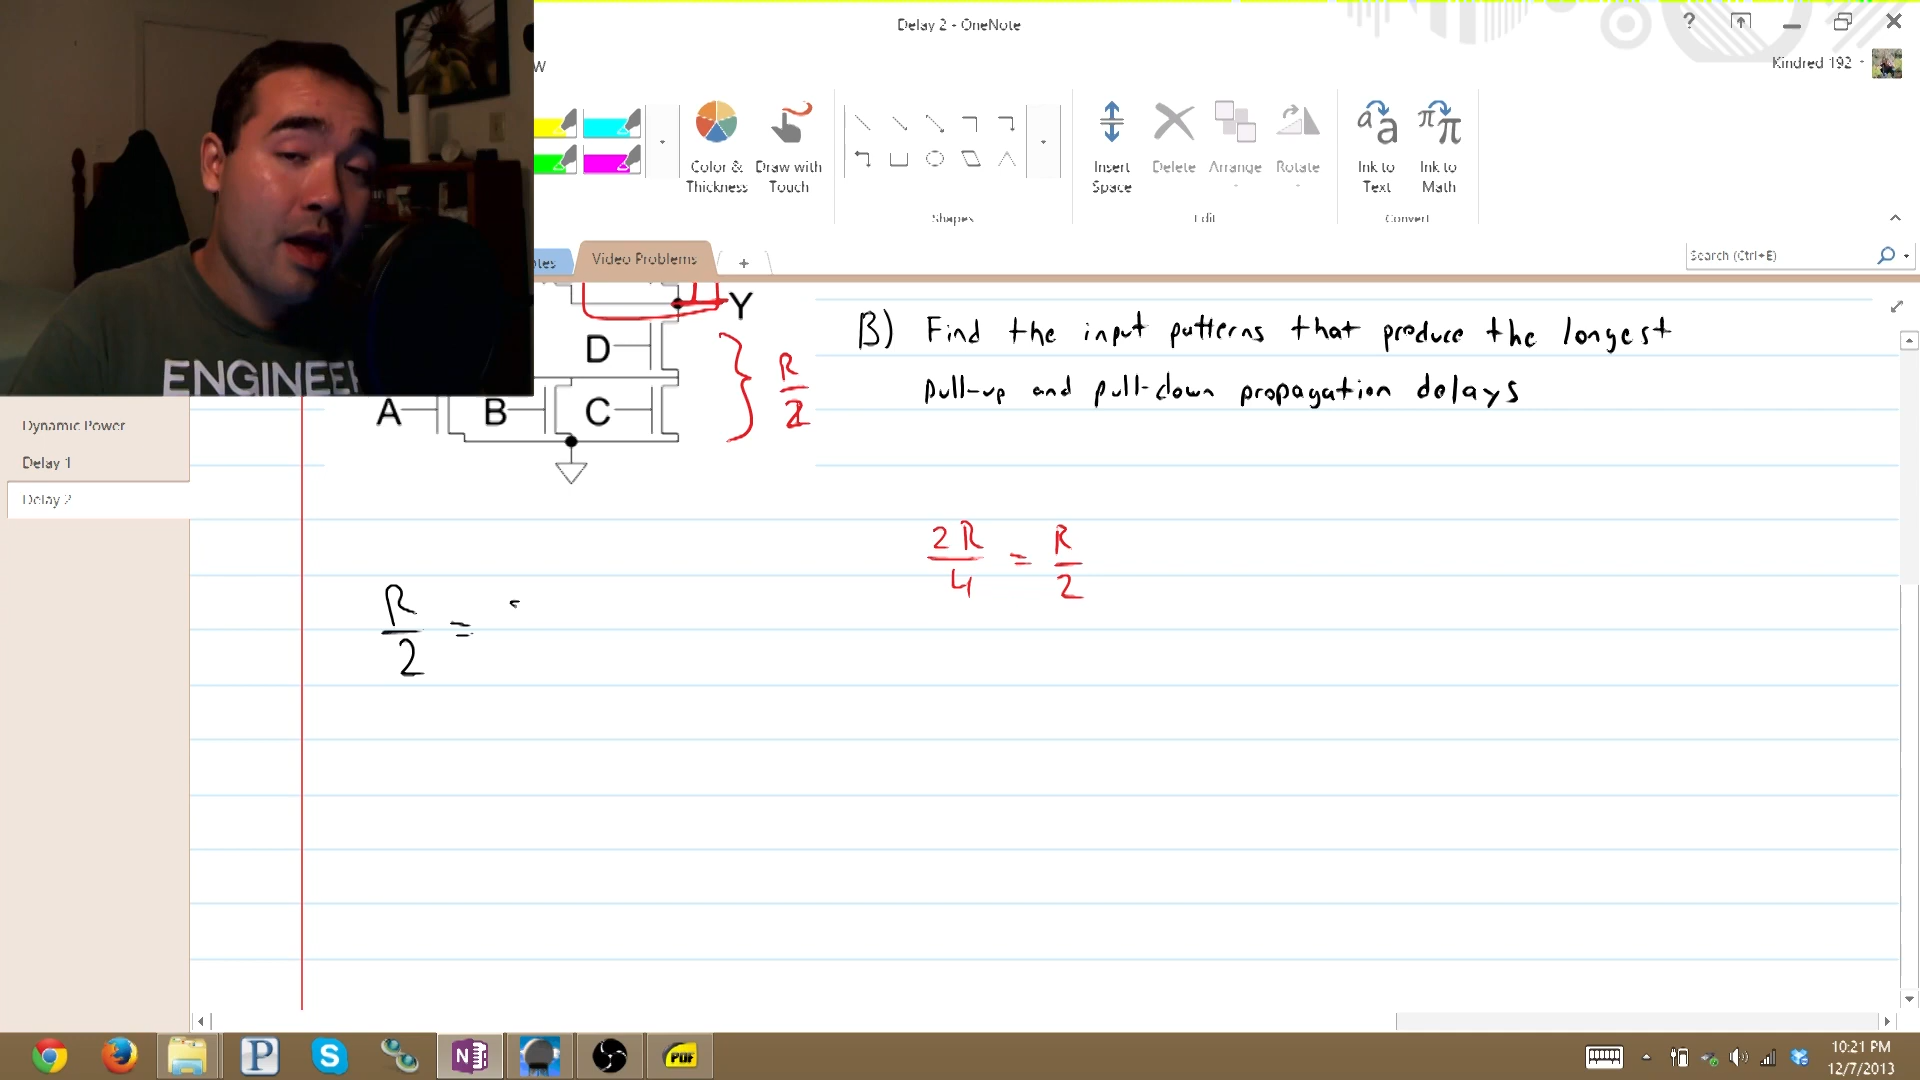 Delay 2 - OneNote
?
Kindred 192
W
Color & Thickness
Draw with Touch
Insert Space
Delete
Arrange
Rotate
Ink to Text
Ink to Math
Shapes
Edit
Convert
otes
Video Problems
+
Search (Ctrl+E)
ENGINEE
Dynamic Power
Delay 1
Delay 2
Y
D
A
B
C
R
2
B) Find the input patterns that produce the longest
pull-up and pull-down propagation delays
2R/4 = R/2
R/2 =
P
S
N
PDF
10:21 PM
12/7/2013